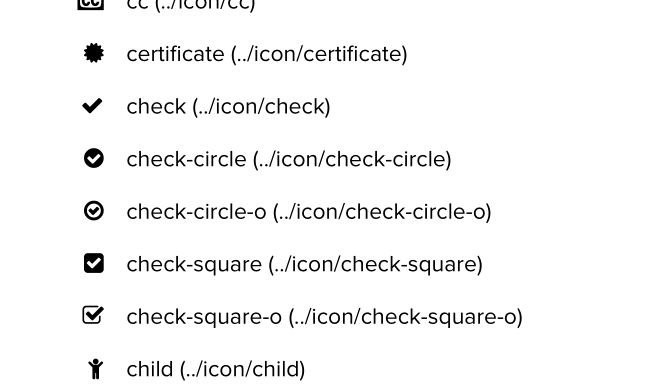 cc (../icon/cc)
certificate (../icon/certificate)
check (../icon/check)
check-circle (../icon/check-circle)
check-circle-o (../icon/check-circle-o)
check-square (../icon/check-square)
check-square-o (../icon/check-square-o)
child (../icon/child)